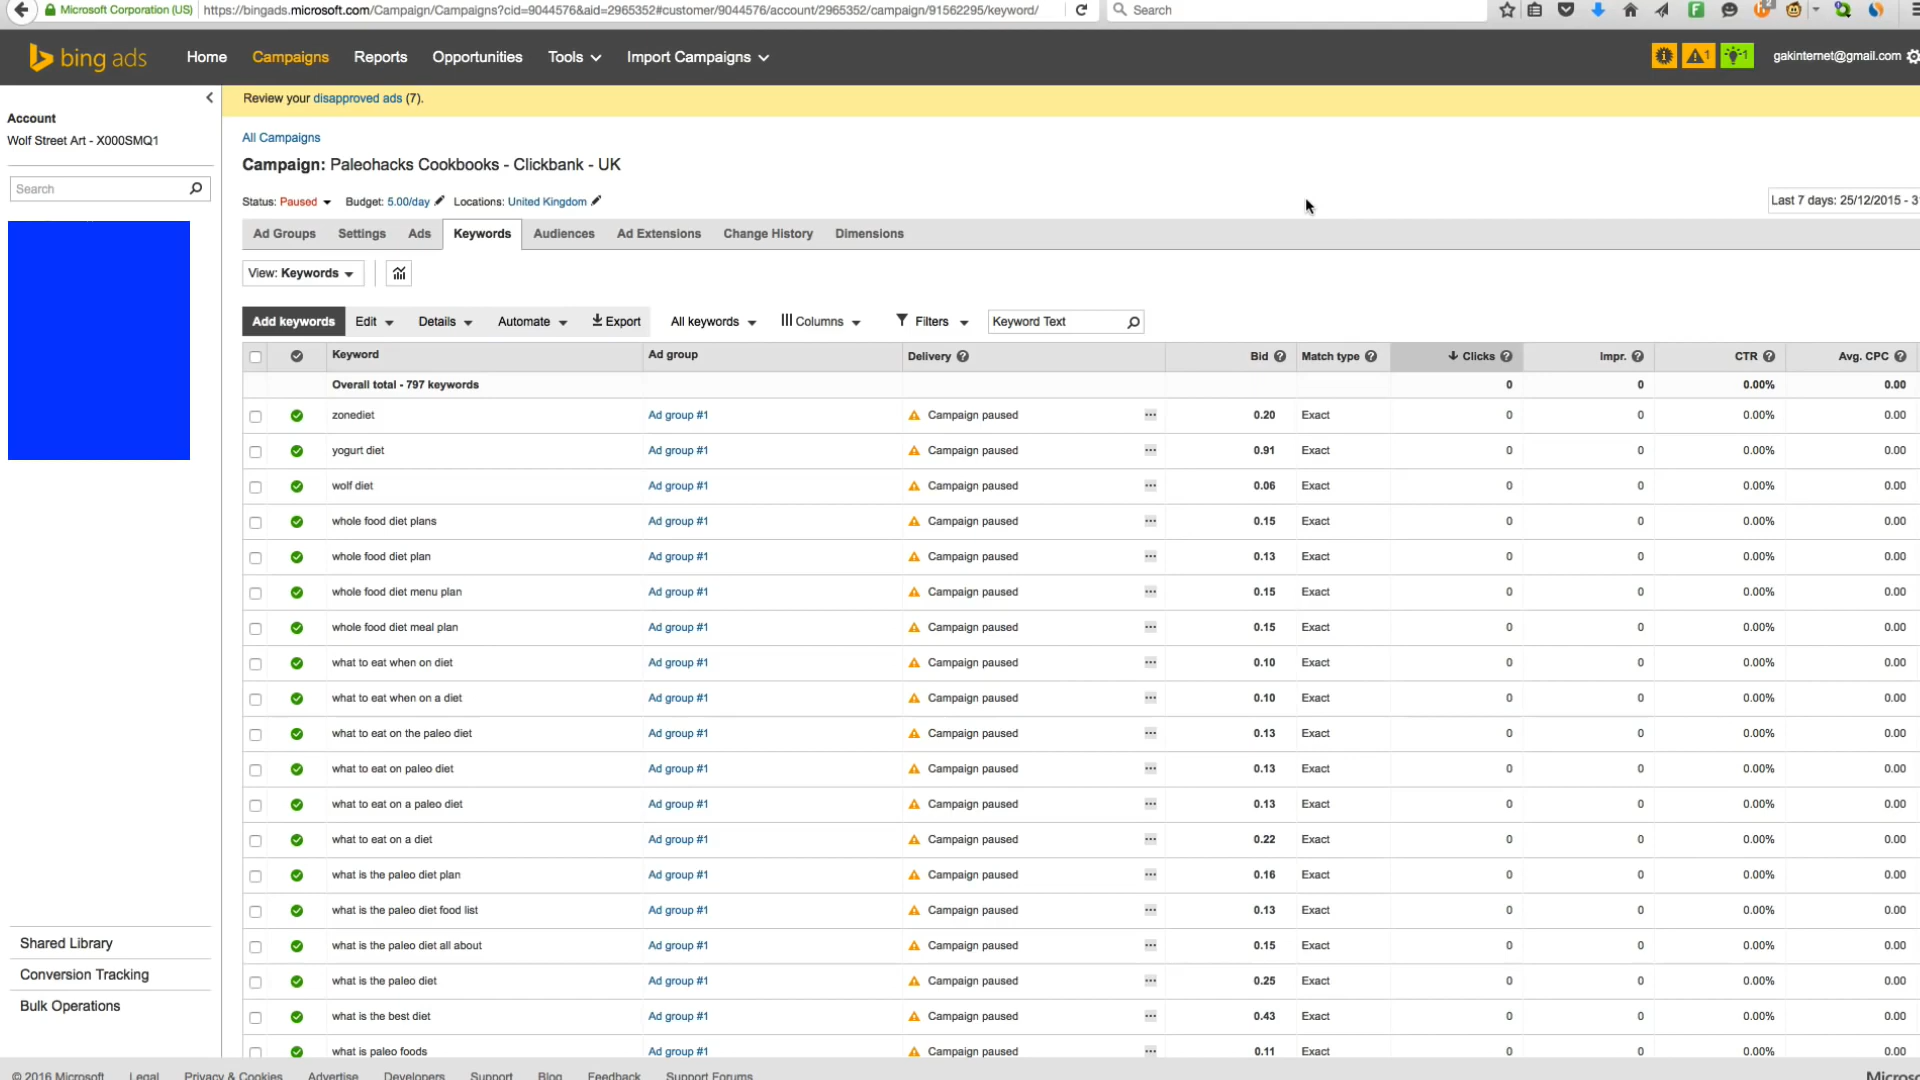 Microsoft Corporation (US) https://bingads.microsoft.com/Campaign/Campaigns?cid=9044576&aid=2965352#customer/9044576/account/2965352/campaign/91562295/keyword/ Search
bing ads Home Campaigns Reports Opportunities Tools Import Campaigns 1 1 gakinternet@gmail.com
Review your disapproved ads (7).
Account
Wolf Street Art - X000SMQ1
Search
All Campaigns
Campaign: Paleohacks Cookbooks - Clickbank - UK
Status: Paused Budget: 5.00/day Locations: United Kingdom Last 7 days: 25/12/2015 - 3
Ad Groups Settings Ads Keywords Audiences Ad Extensions Change History Dimensions
View: Keywords
Add keywords Edit Details Automate Export All keywords Columns Filters Keyword Text
Keyword Ad group Delivery Bid Match type Clicks Impr. CTR Avg. CPC
Overall total - 797 keywords 0 0 0.00% 0.00
zonediet Ad group #1 Campaign paused ... 0.20 Exact 0 0 0.00% 0.00
yogurt diet Ad group #1 Campaign paused ... 0.91 Exact 0 0 0.00% 0.00
wolf diet Ad group #1 Campaign paused ... 0.06 Exact 0 0 0.00% 0.00
whole food diet plans Ad group #1 Campaign paused ... 0.15 Exact 0 0 0.00% 0.00
whole food diet plan Ad group #1 Campaign paused ... 0.13 Exact 0 0 0.00% 0.00
whole food diet menu plan Ad group #1 Campaign paused ... 0.15 Exact 0 0 0.00% 0.00
whole food diet meal plan Ad group #1 Campaign paused ... 0.15 Exact 0 0 0.00% 0.00
what to eat when on diet Ad group #1 Campaign paused ... 0.10 Exact 0 0 0.00% 0.00
what to eat when on a diet Ad group #1 Campaign paused ... 0.10 Exact 0 0 0.00% 0.00
what to eat on the paleo diet Ad group #1 Campaign paused ... 0.13 Exact 0 0 0.00% 0.00
what to eat on paleo diet Ad group #1 Campaign paused ... 0.13 Exact 0 0 0.00% 0.00
what to eat on a paleo diet Ad group #1 Campaign paused ... 0.13 Exact 0 0 0.00% 0.00
what to eat on a diet Ad group #1 Campaign paused ... 0.22 Exact 0 0 0.00% 0.00
what is the paleo diet plan Ad group #1 Campaign paused ... 0.16 Exact 0 0 0.00% 0.00
what is the paleo diet food list Ad group #1 Campaign paused ... 0.13 Exact 0 0 0.00% 0.00
what is the paleo diet all about Ad group #1 Campaign paused ... 0.15 Exact 0 0 0.00% 0.00
what is the paleo diet Ad group #1 Campaign paused ... 0.25 Exact 0 0 0.00% 0.00
what is the best diet Ad group #1 Campaign paused ... 0.43 Exact 0 0 0.00% 0.00
what is paleo foods Ad group #1 Campaign paused ... 0.11 Exact 0 0 0.00% 0.00
Shared Library
Conversion Tracking
Bulk Operations
© 2016 Microsoft Legal Privacy & Cookies Advertise Developers Support Blog Feedback Support Forums Microso